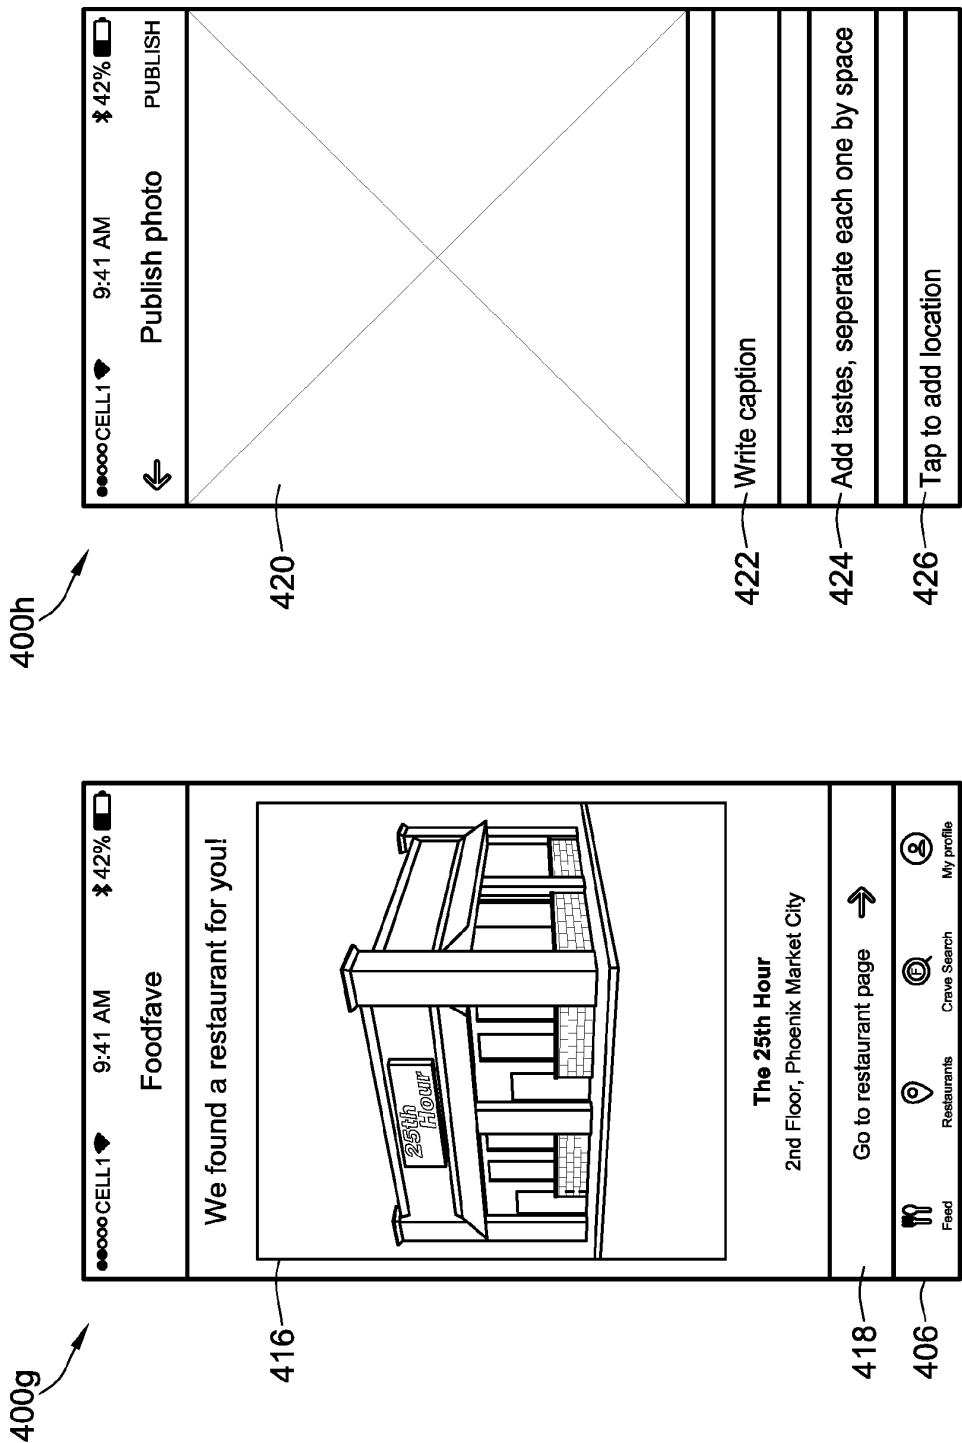 400g
●●○○○CELL1 9:41 AM 42%
Foodfave
We found a restaurant for you!
25th
Hour
416
The 25th Hour
2nd Floor, Phoenix Market City
418
Go to restaurant page
406
Feed Restaurants Crave Search My profile
F
400h
●●○○○CELL1 9:41 AM 42%
Publish photo PUBLISH
420
422
Write caption
424
Add tastes, seperate each one by space
426
Tap to add location